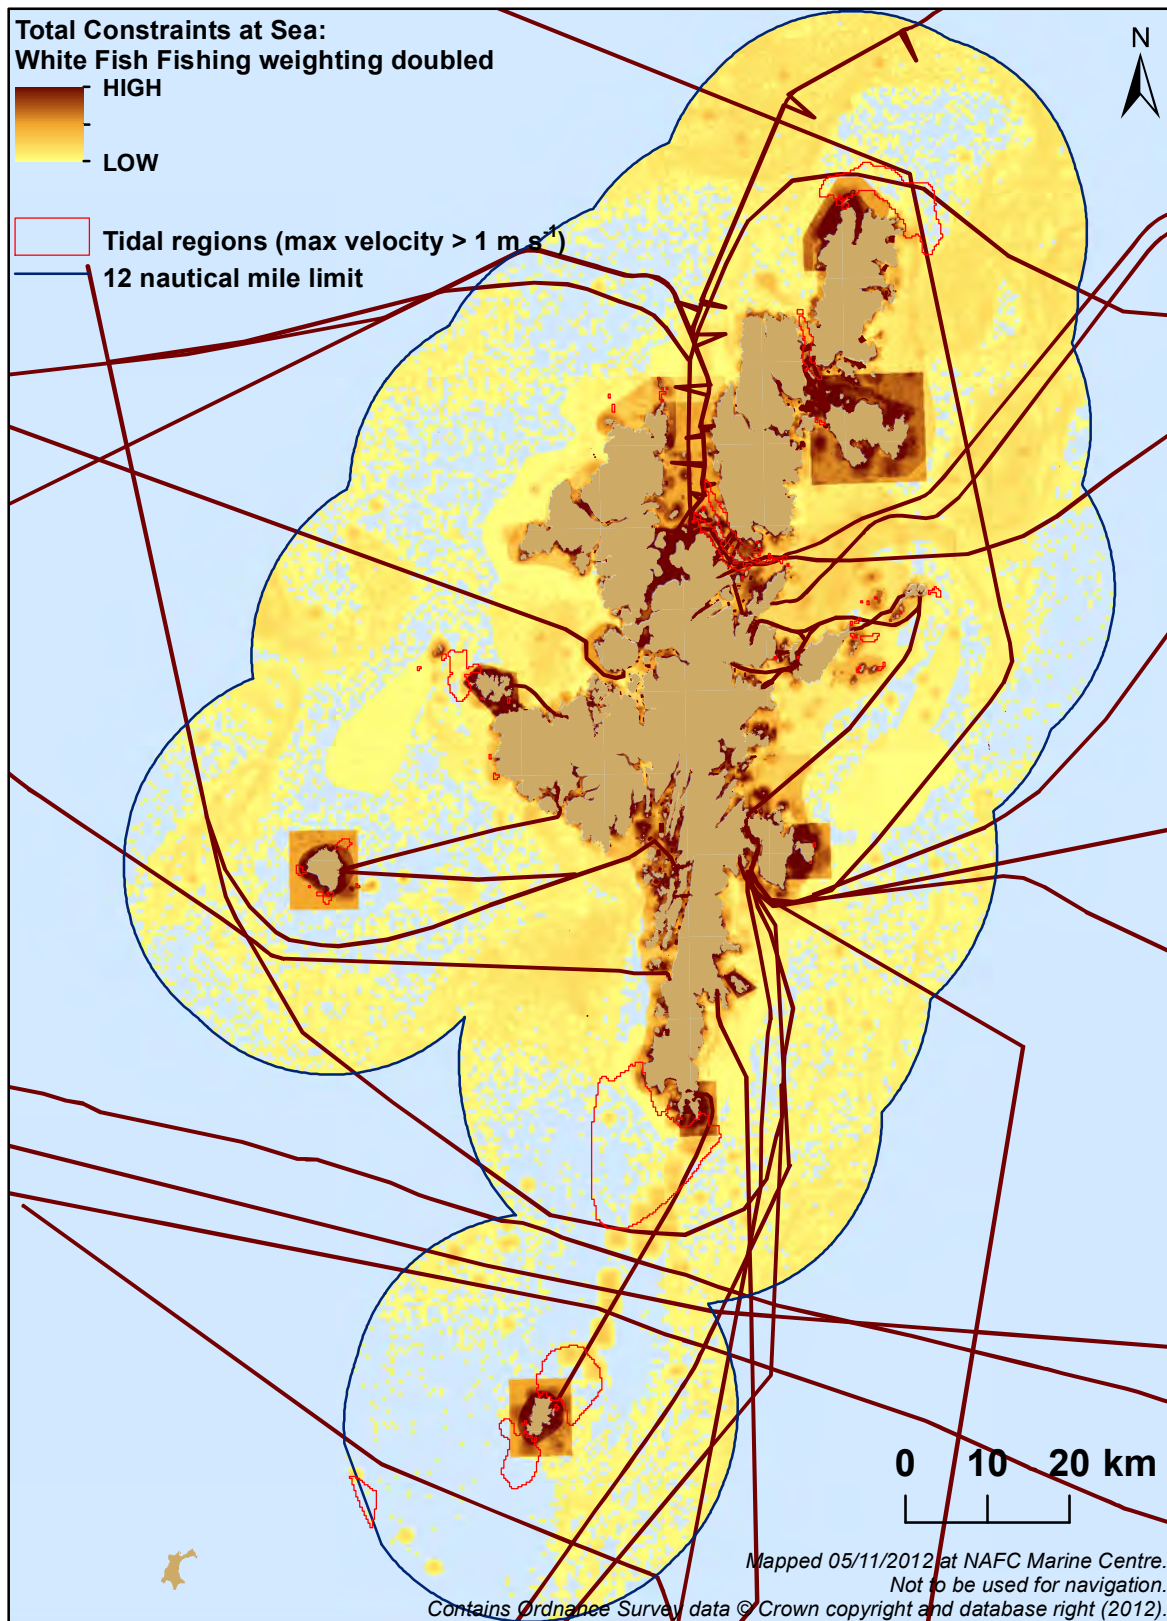 Total Constraints at Sea:
White Fish Fishing weighting doubled
HIGH
LOW
Tidal regions (max velocity > 1 m s⁻¹)
12 nautical mile limit
N
0 10 20 km
Mapped 05/11/2012 at NAFC Marine Centre.
Not to be used for navigation.
Contains Ordnance Survey data © Crown copyright and database right (2012)